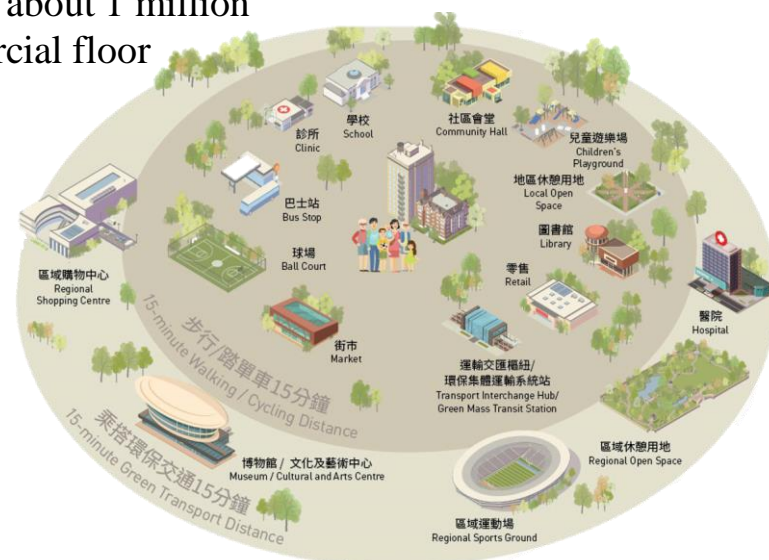 about 1 million
rcial floor
學校
School
診所
Clinic
社區會堂
Community Hall
兒童遊樂場
Children's
Playground
地區休憩用地
Local Open
Space
巴士站
Bus Stop
圖書館
Library
球場
Ball Court
零售
Retail
區域購物中心
Regional
Shopping Centre
醫院
Hospital
街市
Market
運輸交匯樞紐/
環保集體運輸系統站
Transport Interchange Hub/
Green Mass Transit Station
步行/踏單車15分鐘
15-minute Walking / Cycling Distance
區域休憩用地
Regional Open Space
博物館 / 文化及藝術中心
Museum / Cultural and Arts Centre
乘搭環保交通15分鐘
15-minute Green Transport Distance
區域運動場
Regional Sports Ground